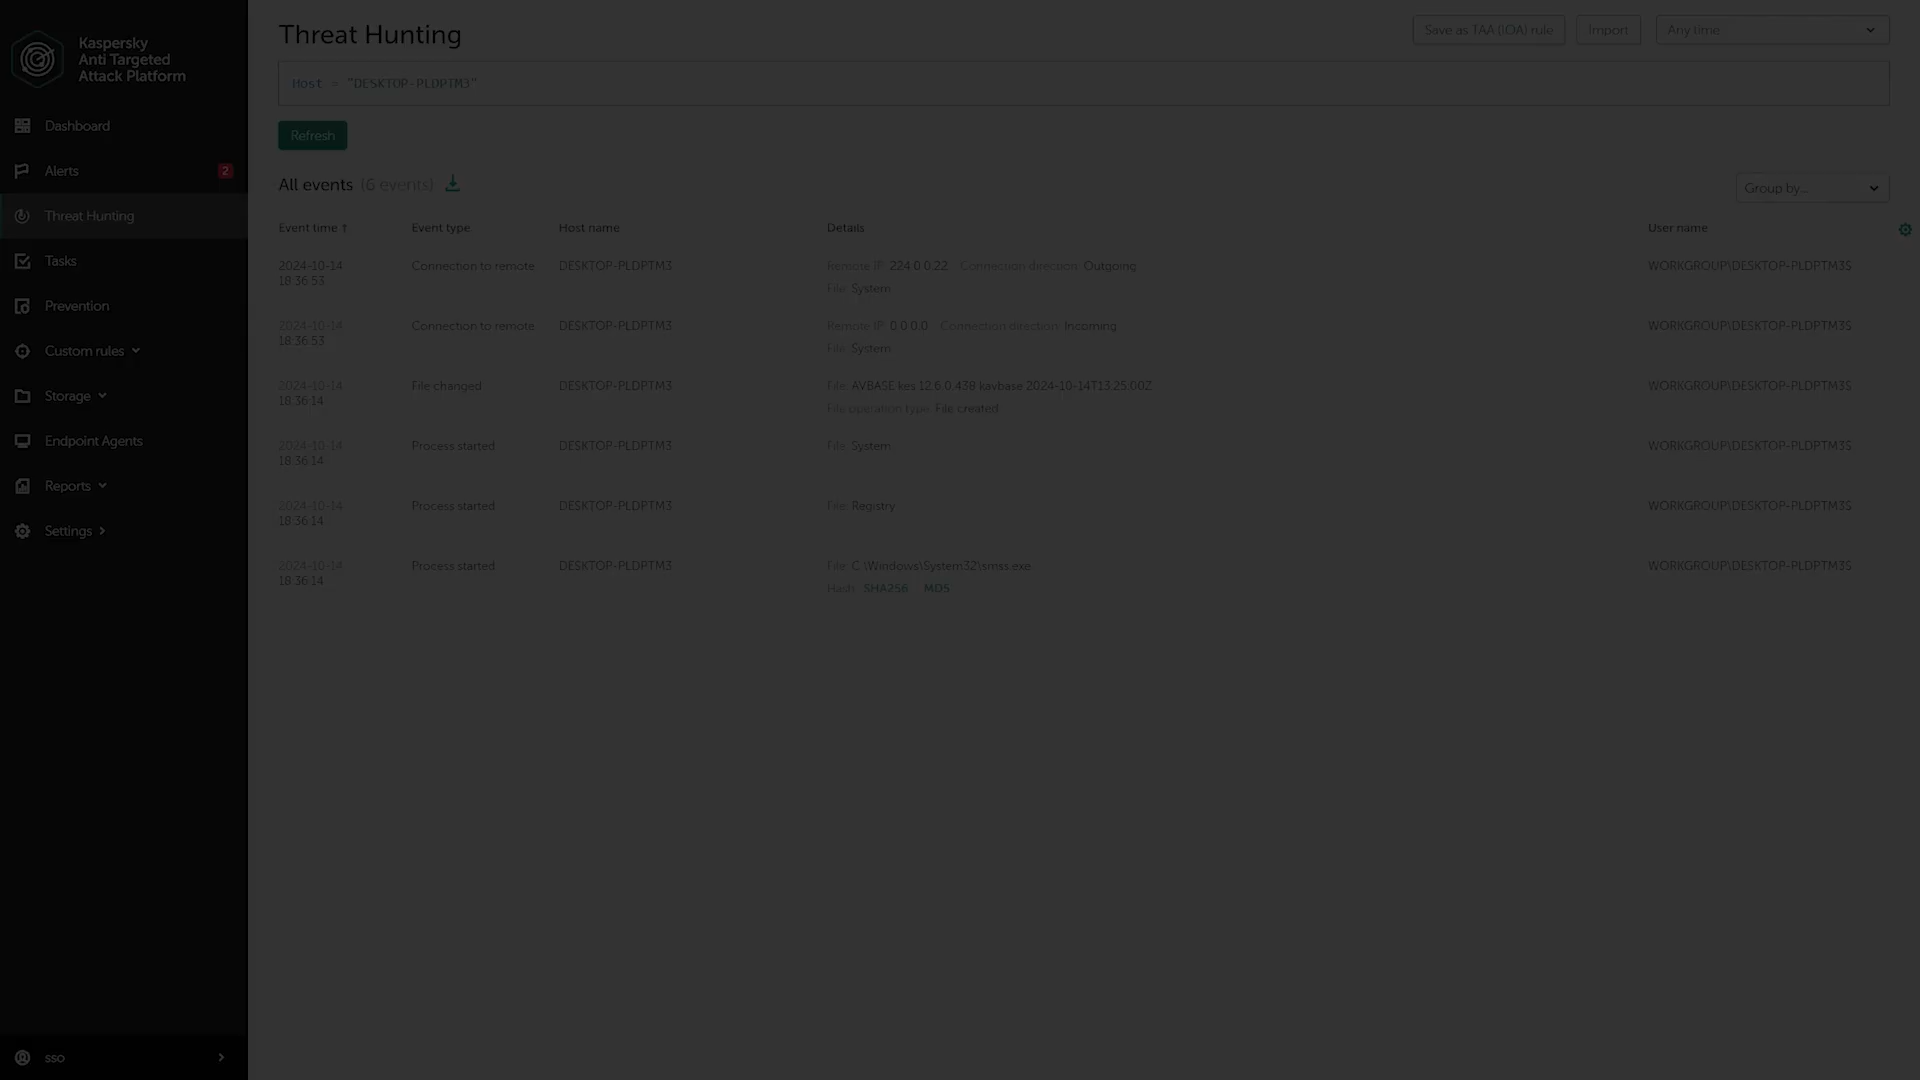 Kaspersky
Anti Targeted
Attack Platform
Dashboard
Alerts 2
Threat Hunting
Tasks
Prevention
Custom rules
Storage
Endpoint Agents
Reports
Settings
sso
Threat Hunting
Save as TAA (IOA) rule Import Any time
Host = "DESKTOP-PLDPTM3"
Refresh
All events (6 events)
Group by...
Event time ↑ Event type Host name Details User name
2024-10-14 Connection to remote DESKTOP-PLDPTM3 Remote IP: 224.0.0.22 Connection direction: Outgoing WORKGROUP\DESKTOP-PLDPTM3$
18:36:53
File: System
2024-10-14 Connection to remote DESKTOP-PLDPTM3 Remote IP: 0.0.0.0 Connection direction: Incoming WORKGROUP\DESKTOP-PLDPTM3$
18:36:53
File: System
2024-10-14 File changed DESKTOP-PLDPTM3 File: AVBASE kes 12.6.0.438 kavbase 2024-10-14T13:25:00Z WORKGROUP\DESKTOP-PLDPTM3$
18:36:14
File operation type: File created
2024-10-14 Process started DESKTOP-PLDPTM3 File: System WORKGROUP\DESKTOP-PLDPTM3$
18:36:14
2024-10-14 Process started DESKTOP-PLDPTM3 File: Registry WORKGROUP\DESKTOP-PLDPTM3$
18:36:14
2024-10-14 Process started DESKTOP-PLDPTM3 File: C:\Windows\System32\smss.exe WORKGROUP\DESKTOP-PLDPTM3$
18:36:14
Hash: SHA256 MD5